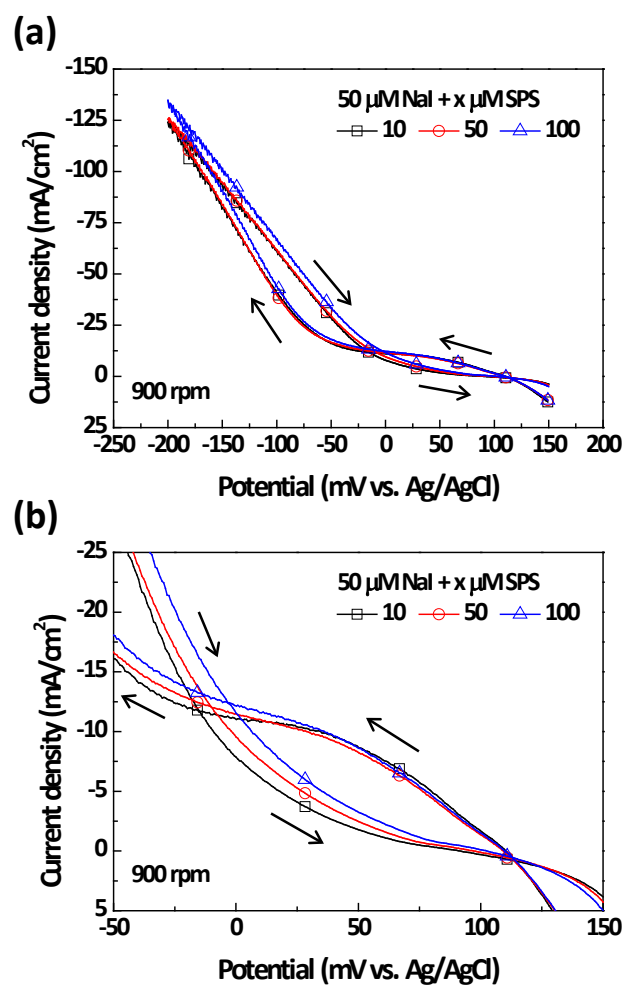 (a)
-150
-125
-100
-75
-50
-25
0
25
50 μM NaI + x μM SPS
10 50 100
900 rpm
-250 -200 -150 -100 -50 0 50 100 150 200
Current density (mA/cm²)
Potential (mV vs. Ag/AgCl)
(b)
-25
-20
-15
-10
-5
0
5
50 μM NaI + x μM SPS
10 50 100
900 rpm
-50 0 50 100 150
Current density (mA/cm²)
Potential (mV vs. Ag/AgCl)